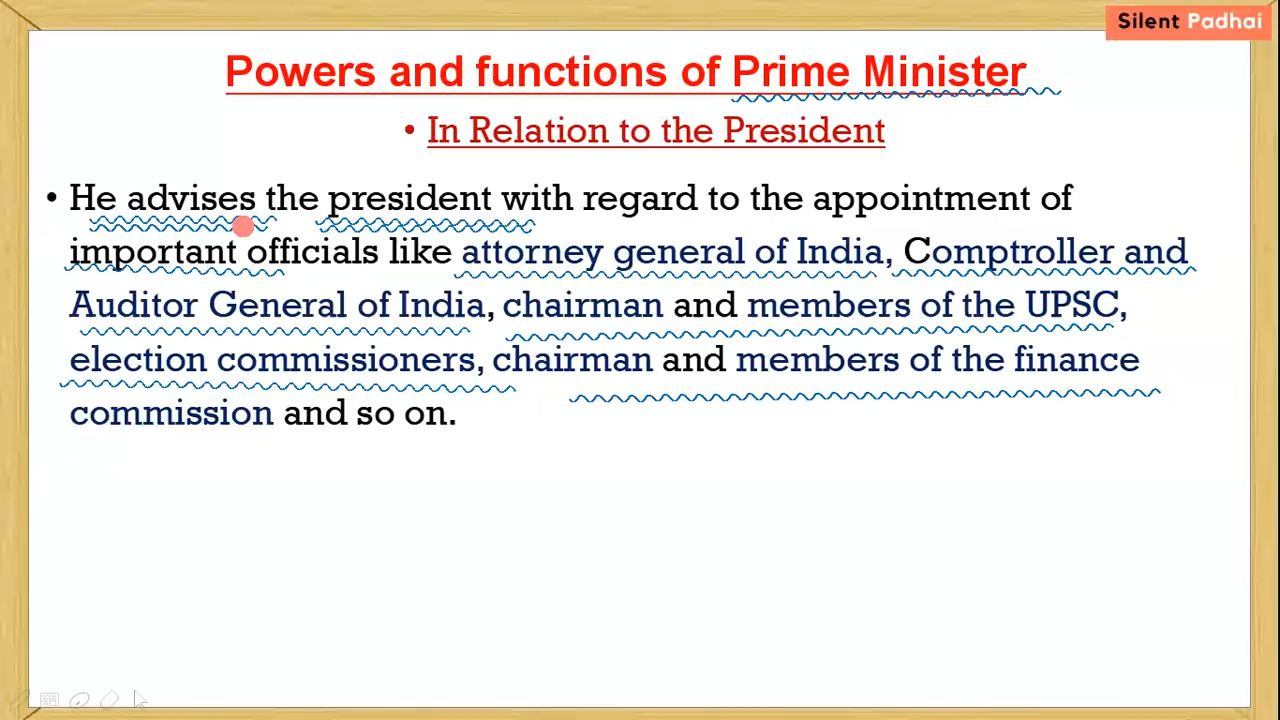 Silent Padhai
Powers and functions of Prime Minister
• In Relation to the President
• He advises the president with regard to the appointment of
important officials like attorney general of India, Comptroller and
Auditor General of India, chairman and members of the UPSC,
election commissioners, chairman and members of the finance
commission and so on.